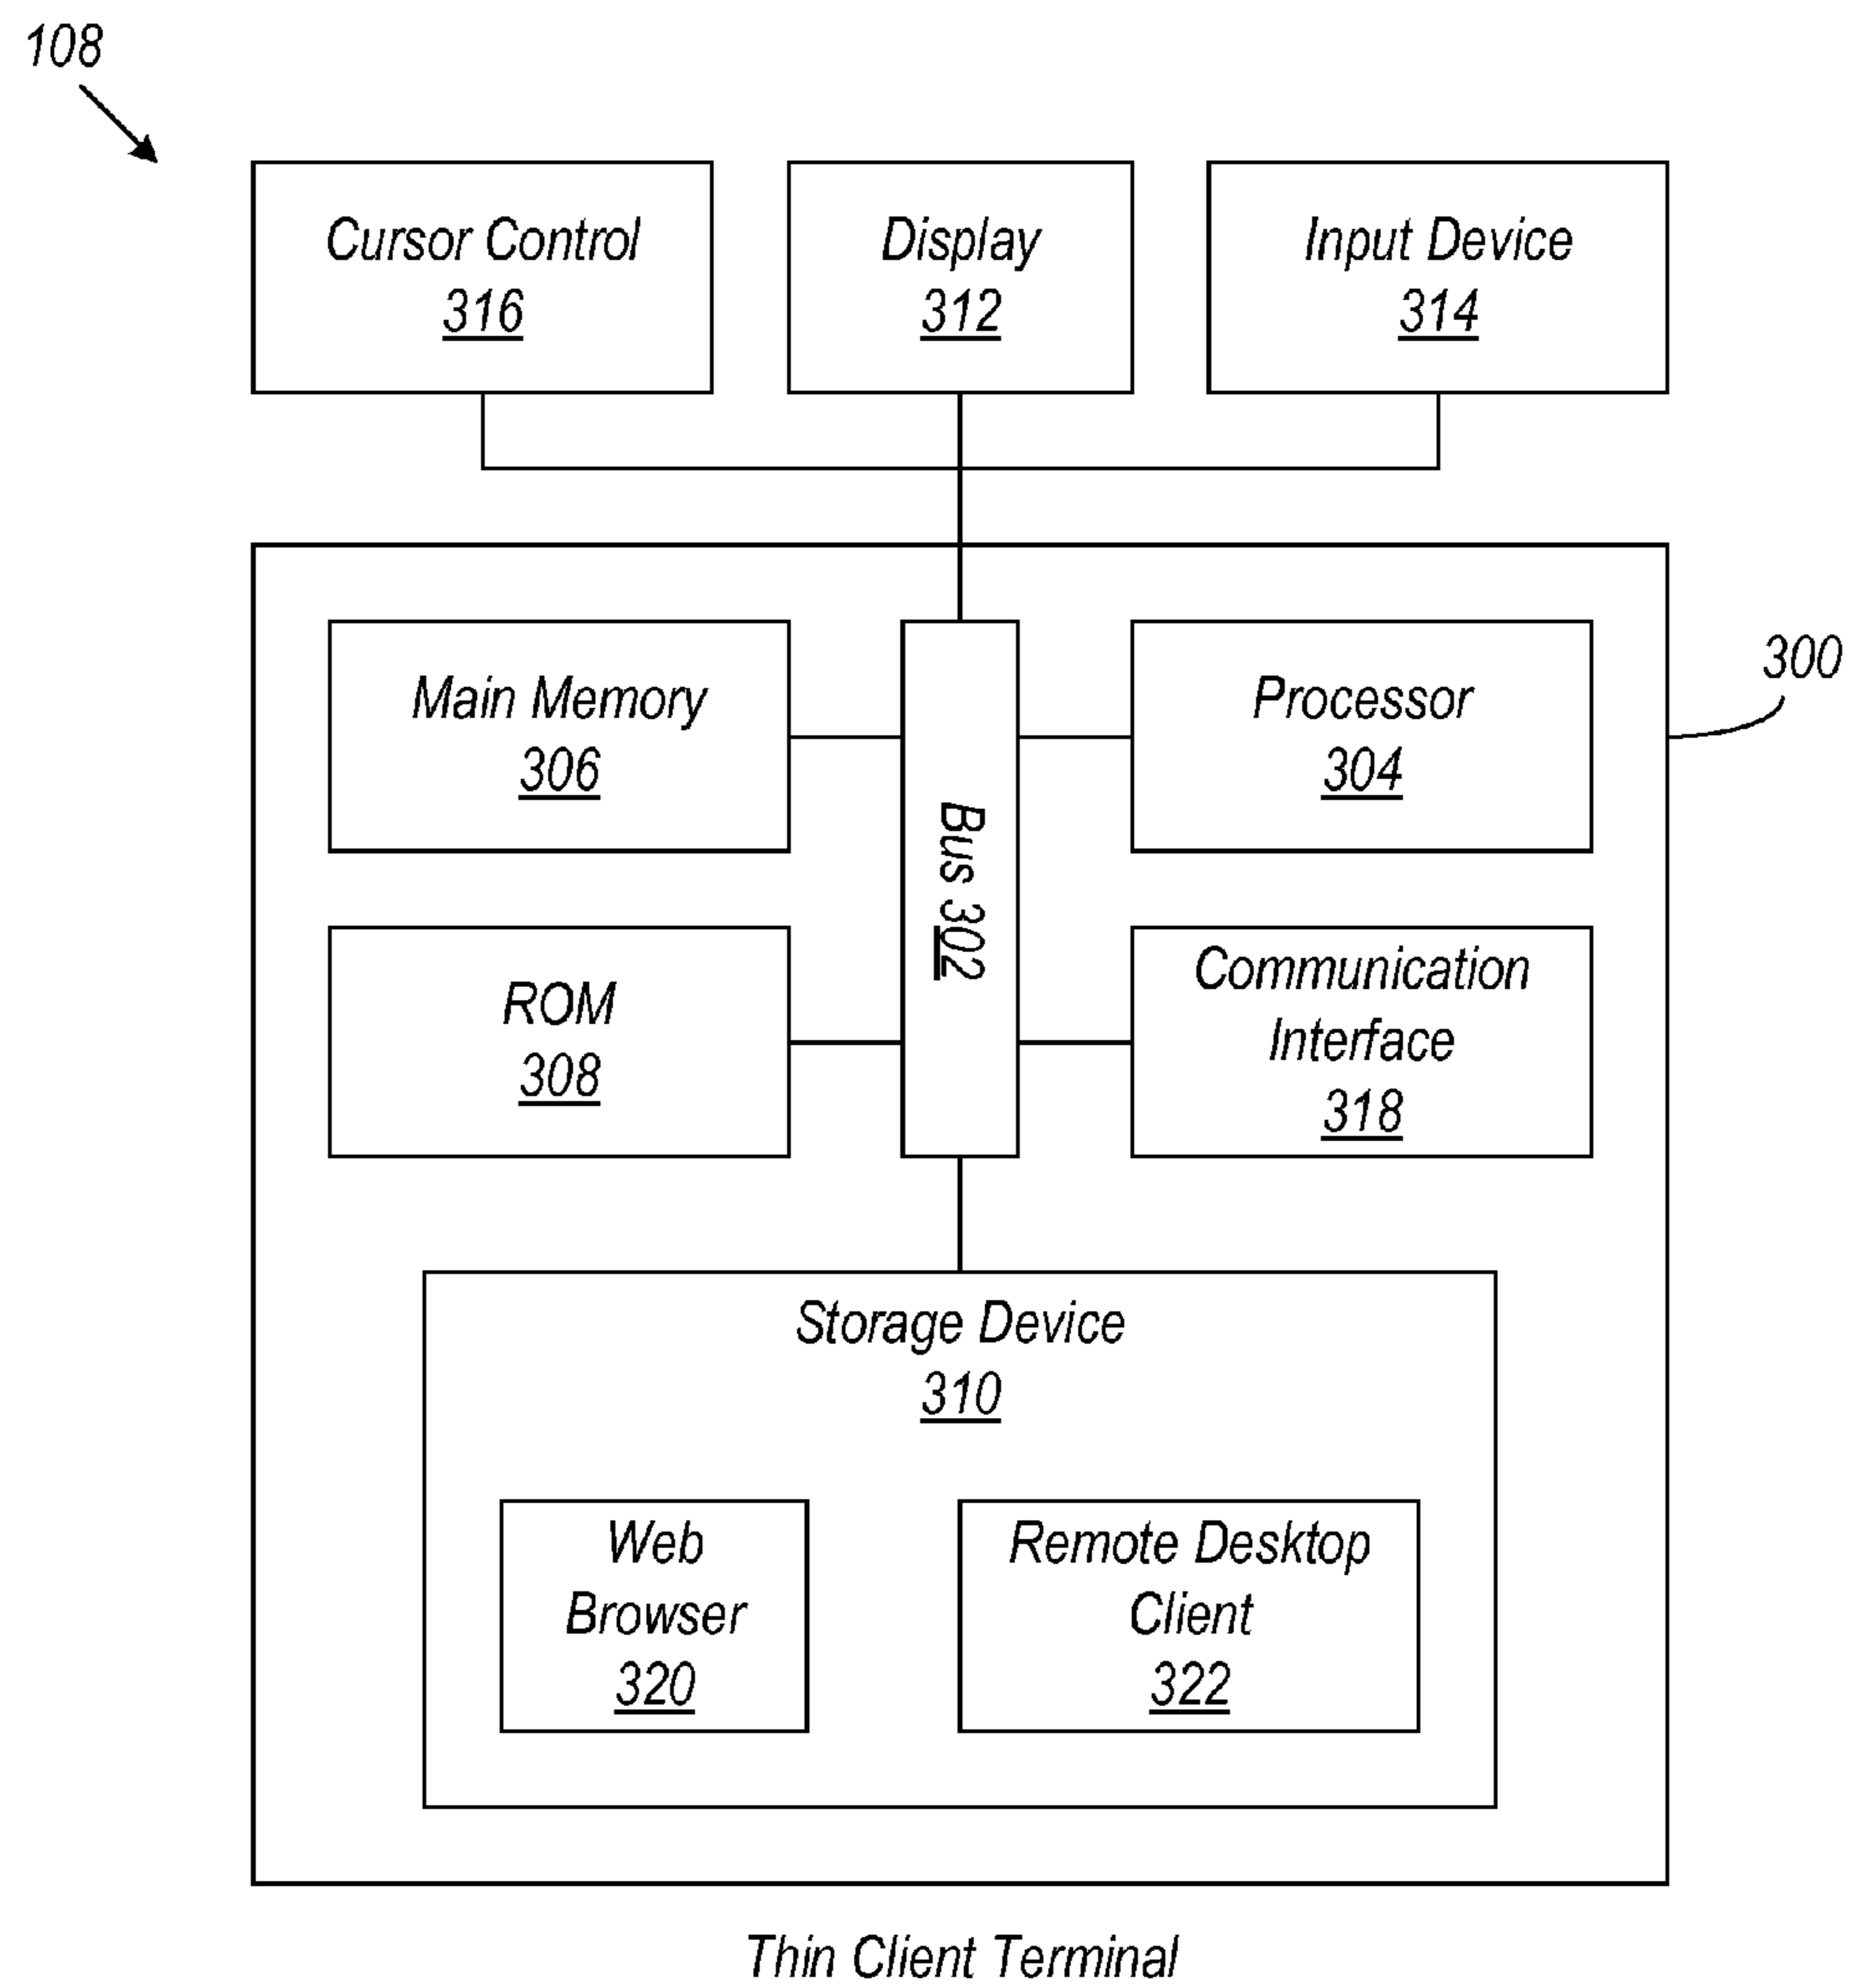 108
Cursor Control
316
Display
312
Input Device
314
300
Main Memory
306
Processor
304
Bus 302
ROM
308
Communication
Interface
318
Storage Device
310
Web
Browser
320
Remote Desktop
Client
322
Thin Client Terminal